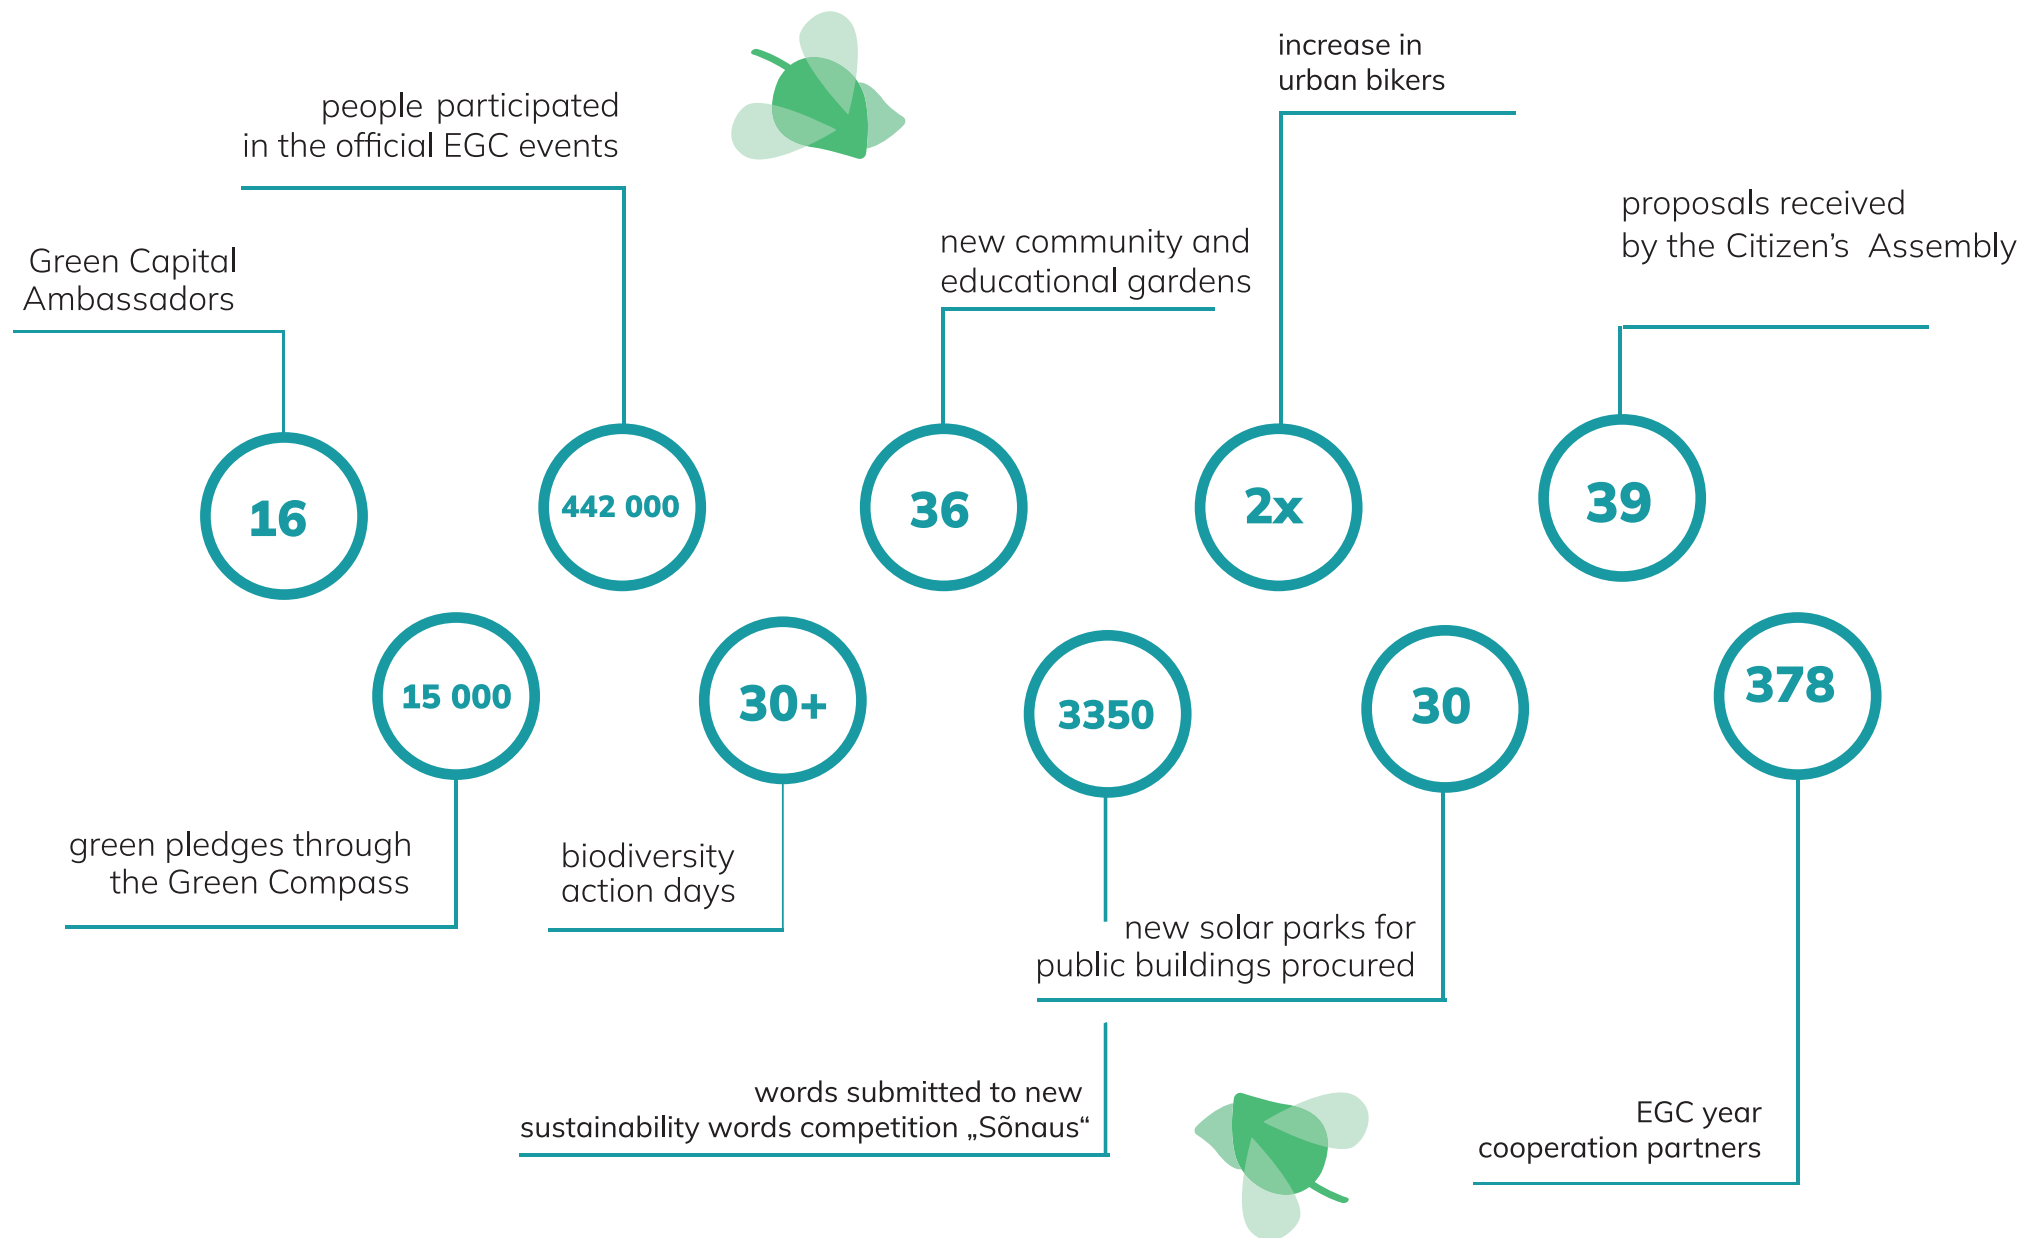 increase in
urban bikers
people participated
in the official EGC events
proposals received
by the Citizen’s Assembly
new community and
educational gardens
Green Capital
Ambassadors
16
442 000
36
2x
39
15 000
30+
3350
30
378
green pledges through
the Green Compass
biodiversity
action days
new solar parks for
public buildings procured
words submitted to new
sustainability words competition „Sõnaus“
EGC year
cooperation partners